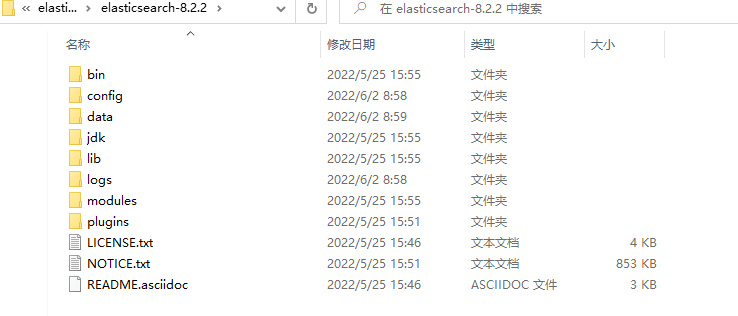 elasti... elasticsearch-8.2.2 在 elasticsearch-8.2.2 中搜索
名称 修改日期 类型 大小
bin 2022/5/25 15:55 文件夹
config 2022/6/2 8:58 文件夹
data 2022/6/2 8:59 文件夹
jdk 2022/5/25 15:55 文件夹
lib 2022/5/25 15:55 文件夹
logs 2022/6/2 8:58 文件夹
modules 2022/5/25 15:55 文件夹
plugins 2022/5/25 15:51 文件夹
LICENSE.txt 2022/5/25 15:46 文本文档 4 KB
NOTICE.txt 2022/5/25 15:51 文本文档 853 KB
README.asciidoc 2022/5/25 15:46 ASCIIDOC 文件 3 KB